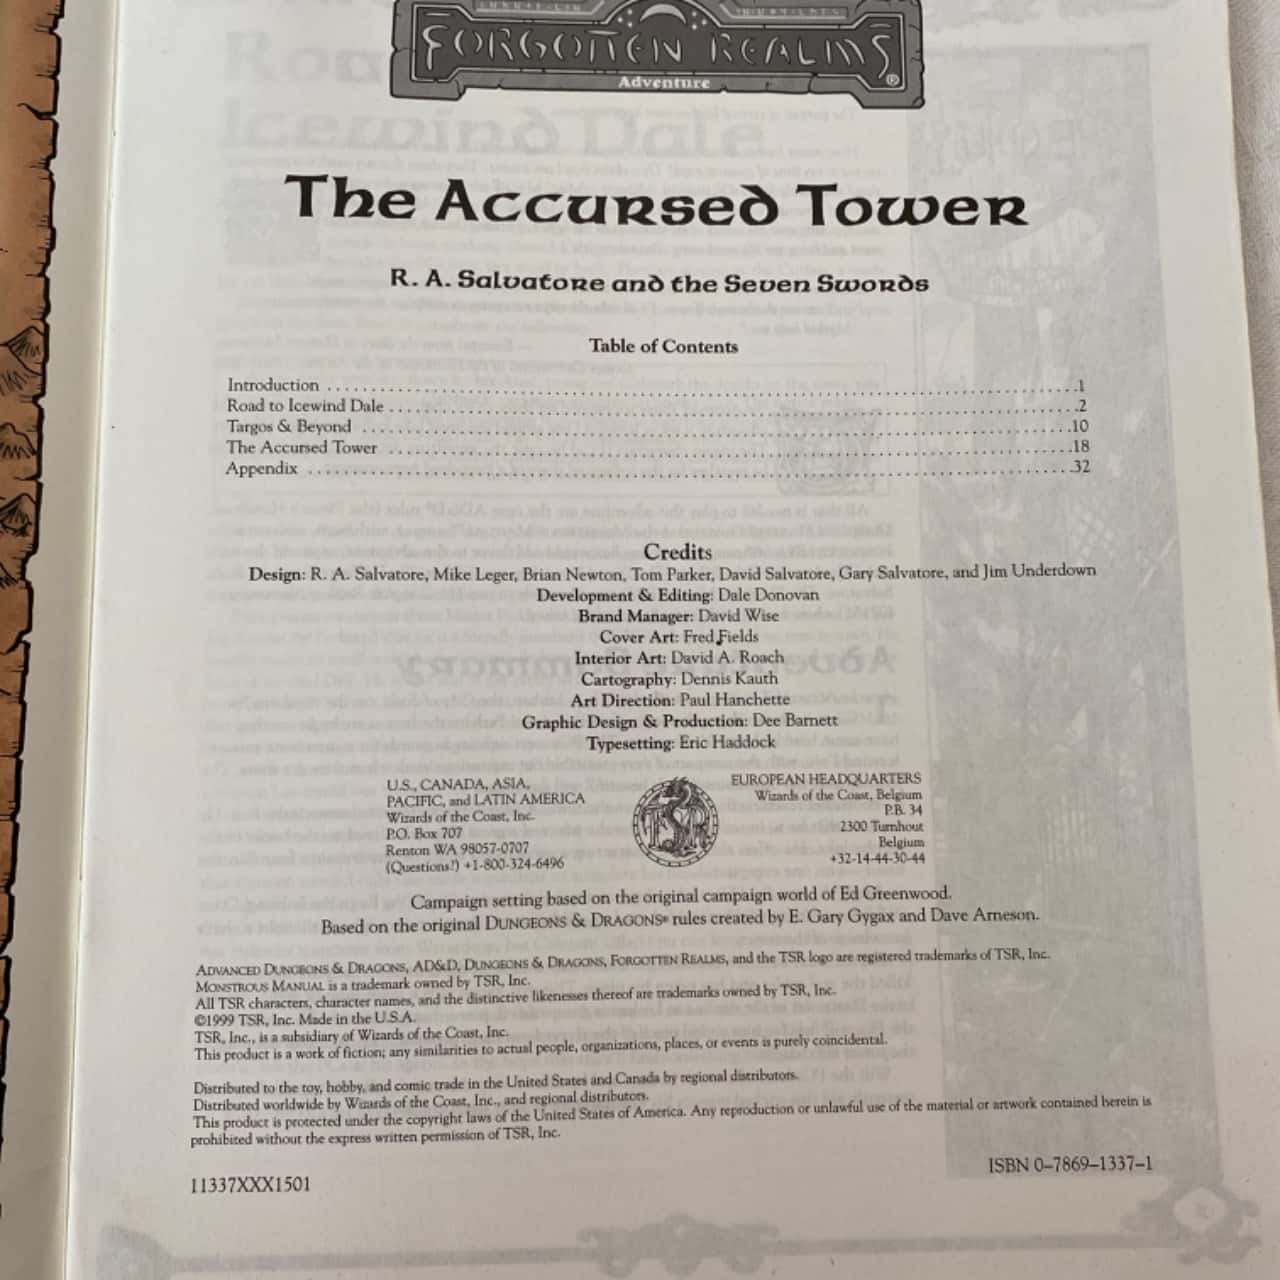 FORGOTTEN REALMS®
Adventure
The Accursed Tower
R. A. Salvatore and the Seven Swords
Table of Contents
Introduction ........................................................................1
Road to Icewind Dale ........................................................................2
Targos & Beyond ........................................................................10
The Accursed Tower ........................................................................18
Appendix ........................................................................32
Credits
Design: R. A. Salvatore, Mike Leger, Brian Newton, Tom Parker, David Salvatore, Gary Salvatore, and Jim Underdown
Development & Editing: Dale Donovan
Brand Manager: David Wise
Cover Art: Fred Fields
Interior Art: David A. Roach
Cartography: Dennis Kauth
Art Direction: Paul Hanchette
Graphic Design & Production: Dee Barnett
Typesetting: Eric Haddock
U.S., CANADA, ASIA,
PACIFIC, and LATIN AMERICA
Wizards of the Coast, Inc.
P.O. Box 707
Renton WA 98057-0707
(Questions?) +1-800-324-6496
TSR
EUROPEAN HEADQUARTERS
Wizards of the Coast, Belgium
P.B. 34
2300 Turnhout
Belgium
+32-14-44-30-44
Campaign setting based on the original campaign world of Ed Greenwood.
Based on the original DUNGEONS & DRAGONS® rules created by E. Gary Gygax and Dave Arneson.
ADVANCED DUNGEONS & DRAGONS, AD&D, DUNGEONS & DRAGONS, FORGOTTEN REALMS, and the TSR logo are registered trademarks of TSR, Inc.
MONSTROUS MANUAL is a trademark owned by TSR, Inc.
All TSR characters, character names, and the distinctive likenesses thereof are trademarks owned by TSR, Inc.
©1999 TSR, Inc. Made in the U.S.A.
TSR, Inc., is a subsidiary of Wizards of the Coast, Inc.
This product is a work of fiction; any similarities to actual people, organizations, places, or events is purely coincidental.
Distributed to the toy, hobby, and comic trade in the United States and Canada by regional distributors.
Distributed worldwide by Wizards of the Coast, Inc., and regional distributors.
This product is protected under the copyright laws of the United States of America. Any reproduction or unlawful use of the material or artwork contained herein is
prohibited without the express written permission of TSR, Inc.
ISBN 0-7869-1337-1
11337XXX1501